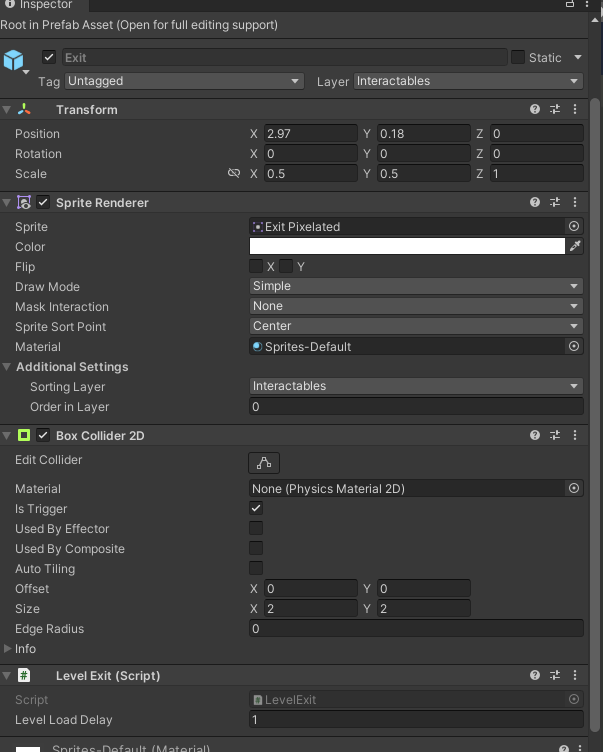 Inspector
Root in Prefab Asset (Open for full editing support)
Exit Static
Tag Untagged Layer Interactables
Transform
Position X 2.97 Y 0.18 Z 0
Rotation X 0 Y 0 Z 0
Scale X 0.5 Y 0.5 Z 1
Sprite Renderer
Sprite Exit Pixelated
Color
Flip X Y
Draw Mode Simple
Mask Interaction None
Sprite Sort Point Center
Material Sprites-Default
Additional Settings
Sorting Layer Interactables
Order in Layer 0
Box Collider 2D
Edit Collider
Material None (Physics Material 2D)
Is Trigger
Used By Effector
Used By Composite
Auto Tiling
Offset X 0 Y 0
Size X 2 Y 2
Edge Radius 0
Info
# Level Exit (Script)
Script LevelExit
Level Load Delay 1
Sprites-Default (Material)